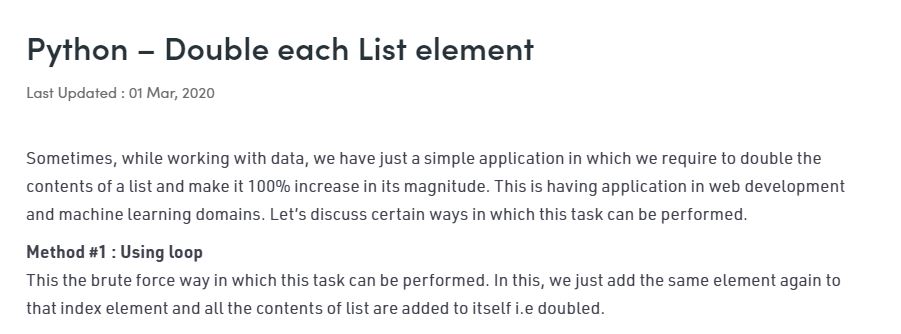 Python – Double each List element
Last Updated : 01 Mar, 2020
Sometimes, while working with data, we have just a simple application in which we require to double the
contents of a list and make it 100% increase in its magnitude. This is having application in web development
and machine learning domains. Let’s discuss certain ways in which this task can be performed.
Method #1 : Using loop
This the brute force way in which this task can be performed. In this, we just add the same element again to
that index element and all the contents of list are added to itself i.e doubled.